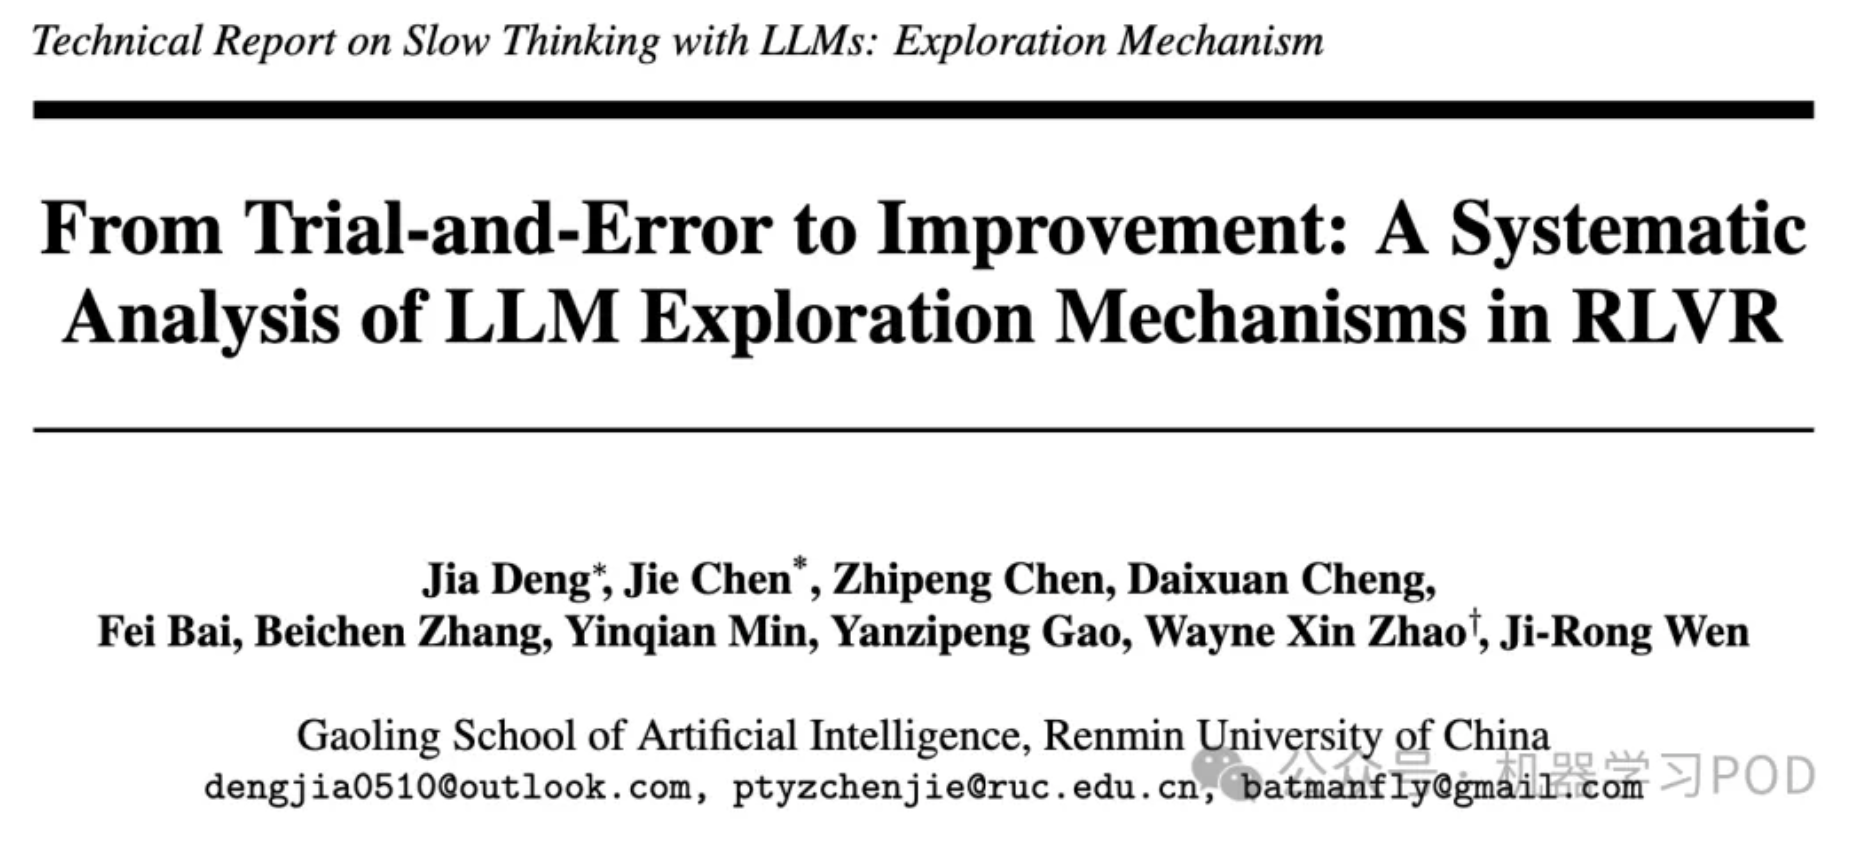 Technical Report on Slow Thinking with LLMs: Exploration Mechanism
From Trial-and-Error to Improvement: A Systematic
Analysis of LLM Exploration Mechanisms in RLVR
Jia Deng*, Jie Chen*, Zhipeng Chen, Daixuan Cheng,
Fei Bai, Beichen Zhang, Yinqian Min, Yanzipeng Gao, Wayne Xin Zhao†, Ji-Rong Wen
Gaoling School of Artificial Intelligence, Renmin University of China
dengjia0510@outlook.com, ptyzchenjie@ruc.edu.cn, batmanfly@gmail.com
公众号 · 机器学习POD